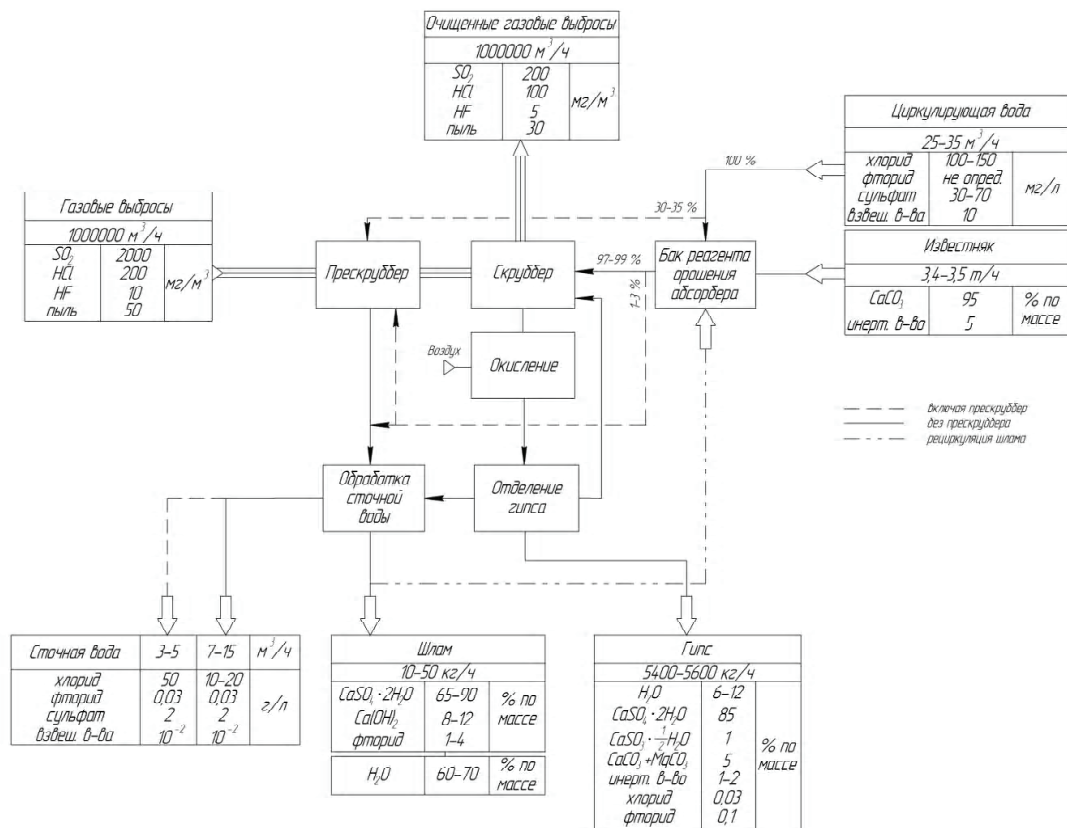 Очищенные газовые выбросы
1000000 м³/ч
SO₂ 200
HCl 100
HF 5
пыль 30
мг/м³
Циркулирующая вода
25–35 м³/ч
хлорид 100–150
фторид не опред.
сульфат 30–70
взвеш. в-ва 10
мг/л
100 %
Газовые выбросы
1000000 м³/ч
SO₂ 2000
HCl 200
HF 10
пыль 50
мг/м³
30–35 %
Известняк
3,4–3,5 т/ч
CaCO₃ 95
инерт. в-ва 5
% по массе
Прескруббер
Скруббер
97–99 %
1–3 %
Бак реагента
орошения
абсорбера
Воздух
Окисление
включая прескруббер
без прескруббера
рециркуляция шлама
Обработка
сточной
воды
Отделение
гипса
Сточная вода 3–5 7–15 м³/ч
хлорид 50 10–20
фторид 0,03 0,03
сульфат 2 2
взвеш. в-ва 10⁻² 10⁻²
г/л
Шлам
10–50 кг/ч
CaSO₄·2H₂O 65–90
Ca(OH)₂ 8–12
фторид 1–4
% по
массе
H₂O 60–70
% по
массе
Гипс
5400–5600 кг/ч
H₂O 6–12
CaSO₄·2H₂O 85
CaSO₃·½H₂O 1
CaCO₃+MgCO₃ 5
инерт. в-ва 1–2
хлорид 0,03
фторид 0,1
% по
массе